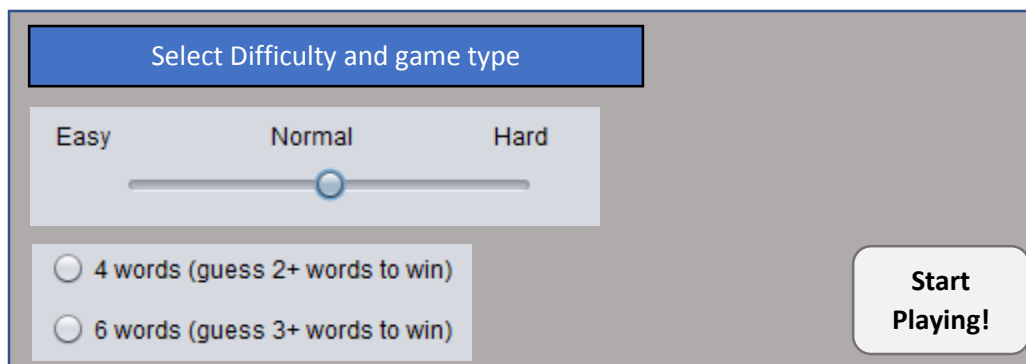 Select Difficulty and game type
Easy Normal Hard
4 words (guess 2+ words to win)
6 words (guess 3+ words to win)
Start
Playing!